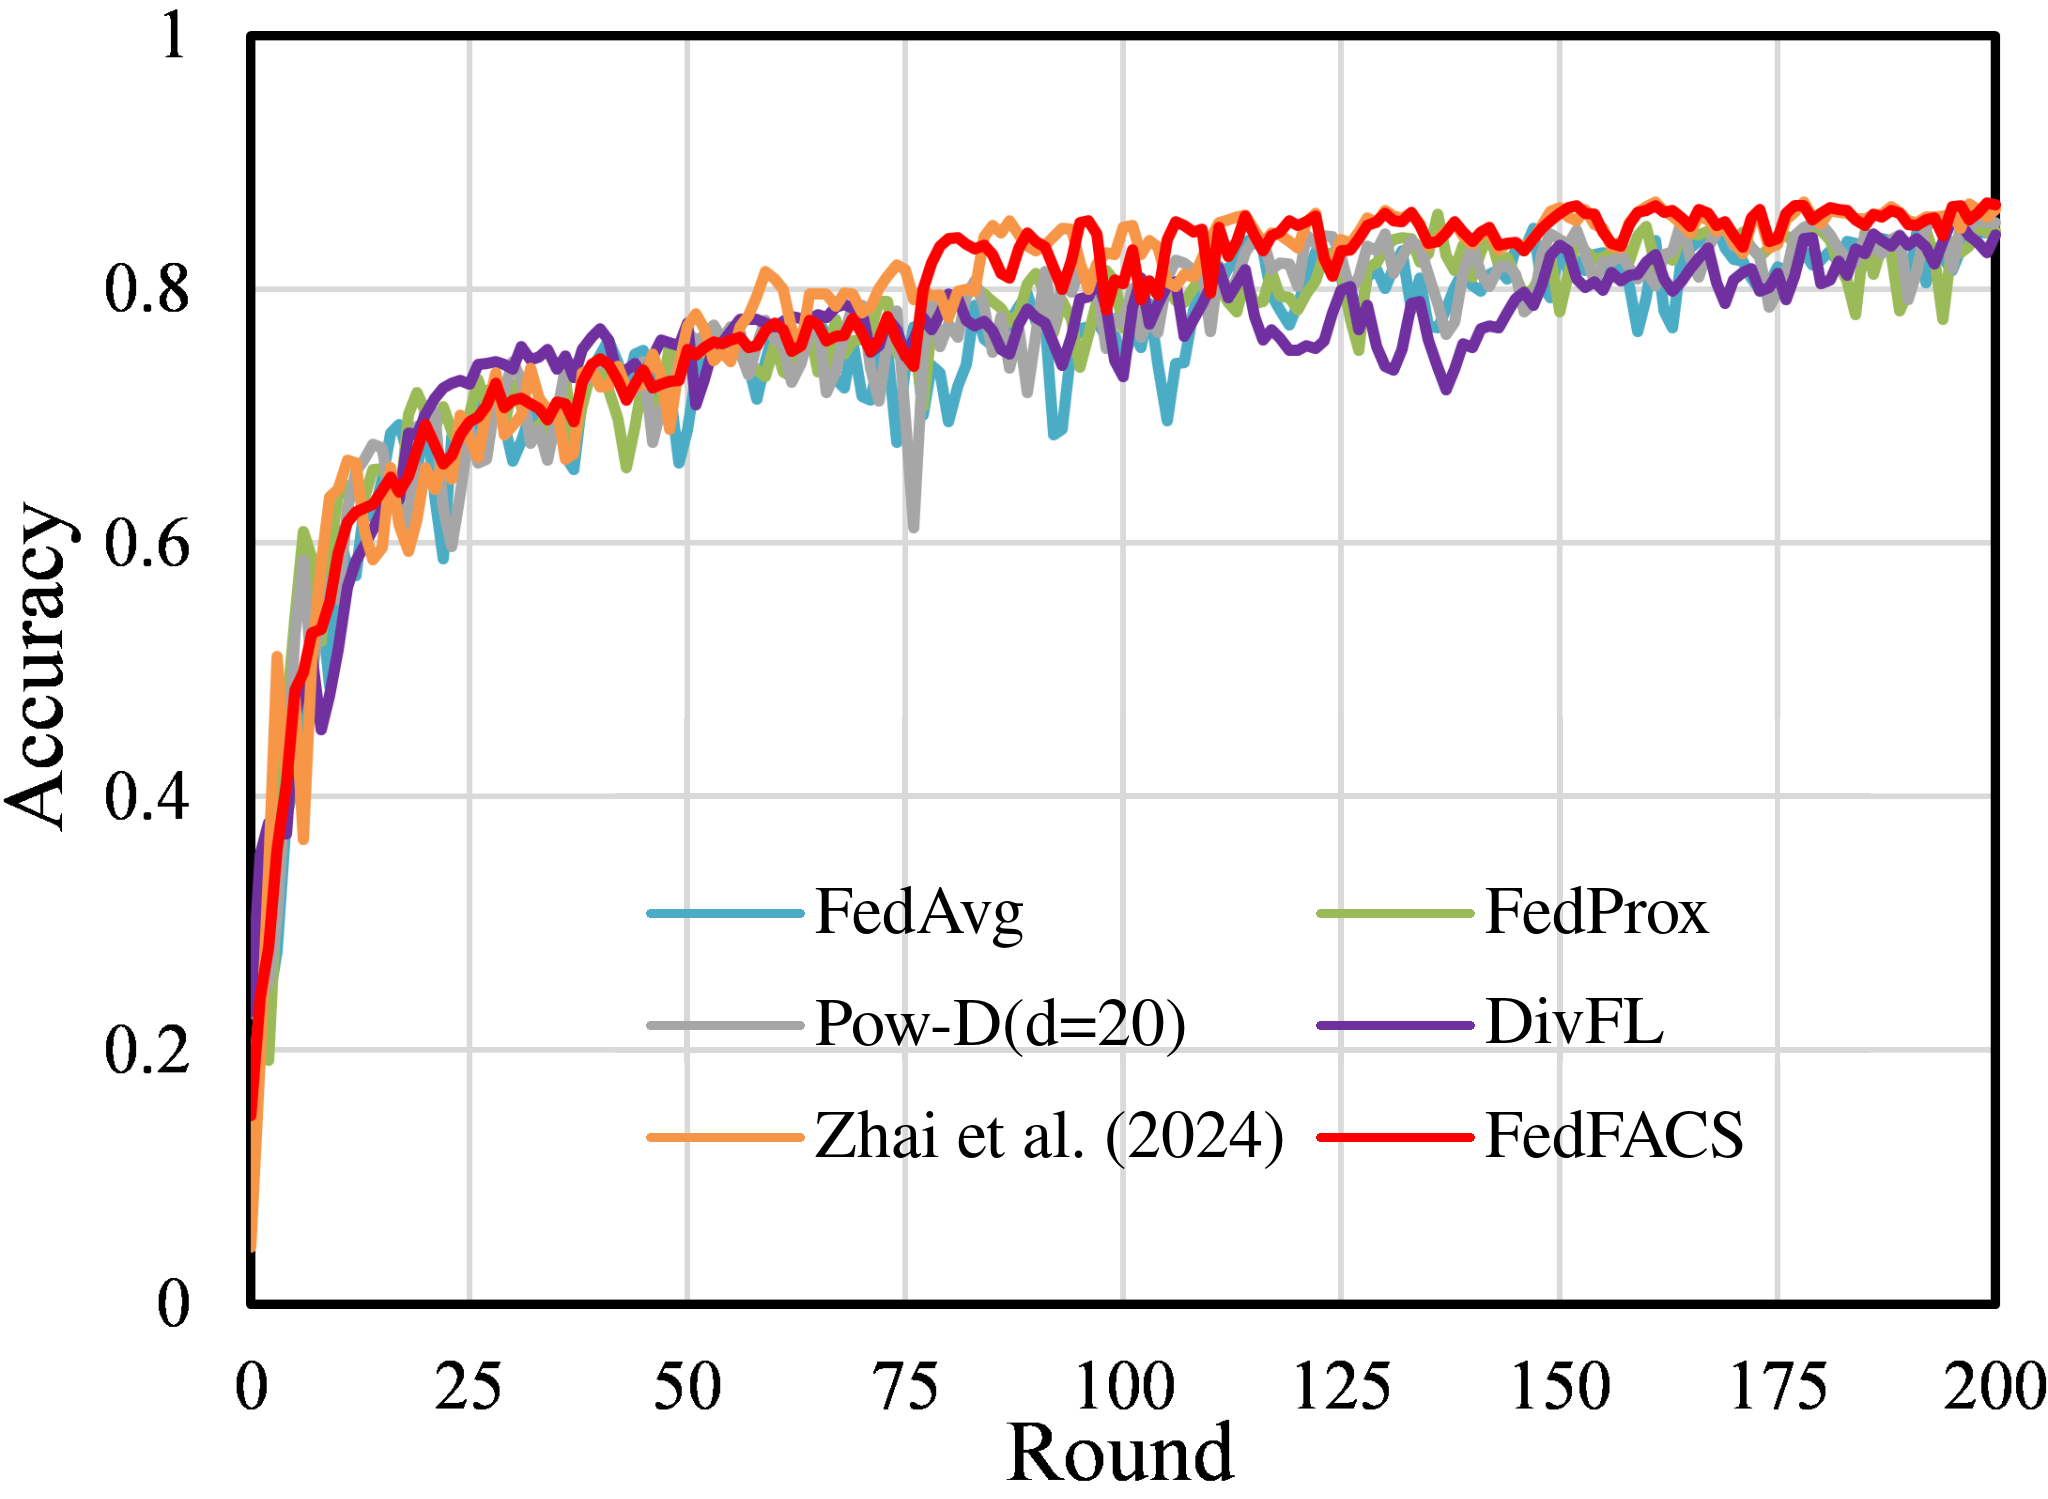 1
0.8
0.6
0.4
0.2
0
Accuracy
FedAvg
FedProx
Pow-D(d=20)
DivFL
Zhai et al. (2024)
FedFACS
0 25 50 75 100 125 150 175 200
Round